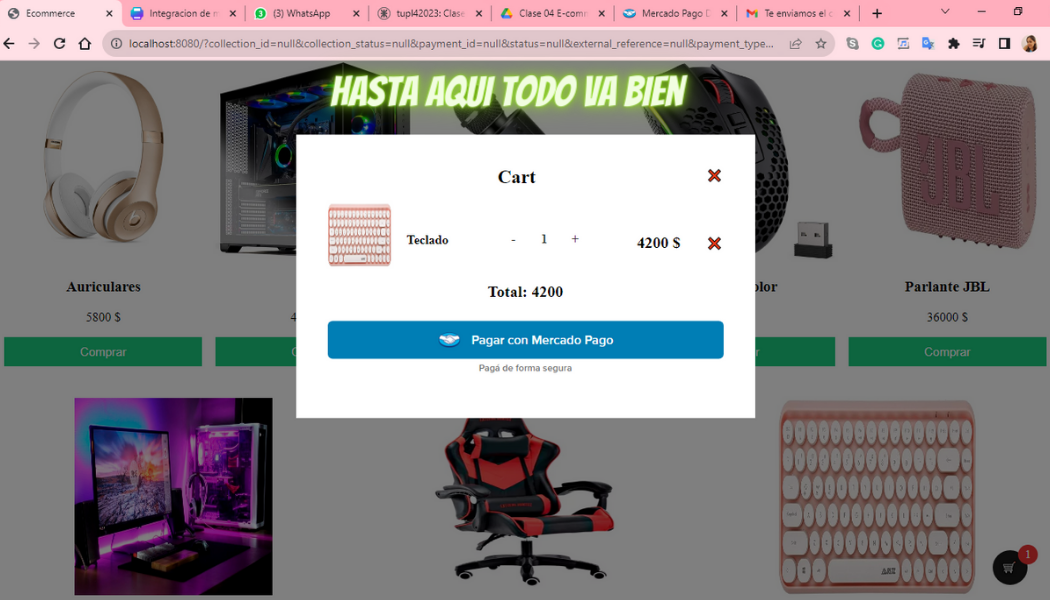 Ecommerce
Integracion de m
(3) WhatsApp
tupl42023: Clase
Clase 04 E-comm
Mercado Pago D
Te enviamos el c
localhost:8080/?collection_id=null&collection_status=null&payment_id=null&status=null&external_reference=null&payment_type...
HASTA AQUI TODO VA BIEN
Cart
Teclado
- 1 +
4200 $
Total: 4200
Pagar con Mercado Pago
Pagá de forma segura
Auriculares
5800 $
Comprar
4
C
olor
r
JBL
Parlante JBL
36000 $
Comprar
1